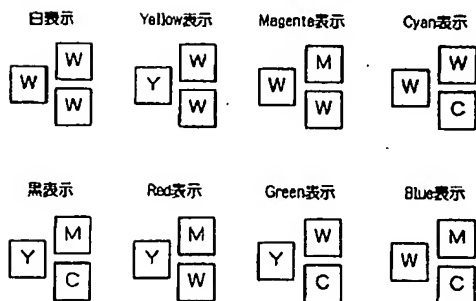 白表示 Yellow表示 Magenta表示 Cyan表示
W W M W
W Y W W
W W W C
黒表示 Red表示 Green表示 Blue表示
M M W M
Y Y Y W
C W C C